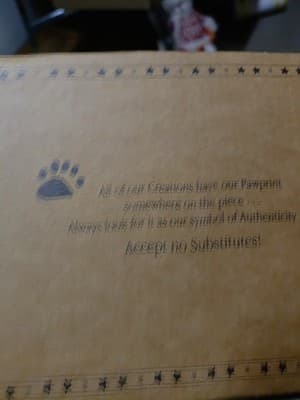 All of our Creations have our Pawprint
somewhere on the piece . . .
Always look for it as our symbol of Authenticity
Accept no Substitutes!